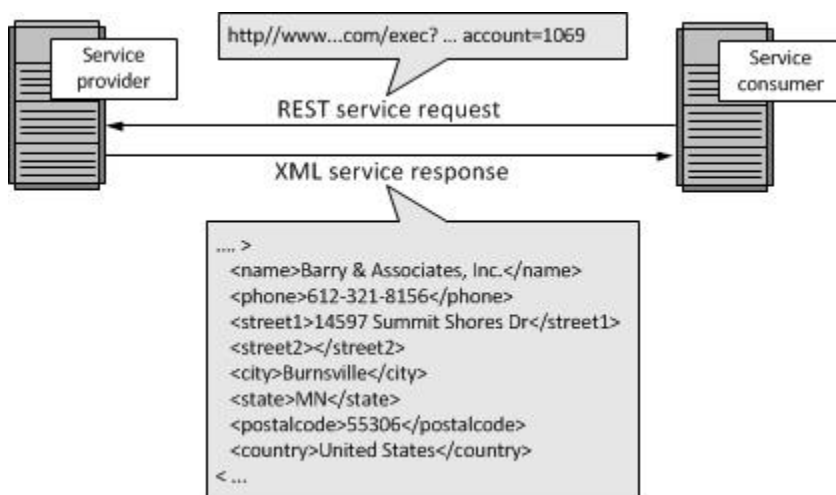 http//www...com/exec? ... account=1069
Service
provider
Service
consumer
REST service request
XML service response
.... >
<name>Barry & Associates, Inc.</name>
<phone>612-321-8156</phone>
<street1>14597 Summit Shores Dr</street1>
<street2></street2>
<city>Burnsville</city>
<state>MN</state>
<postalcode>55306</postalcode>
<country>United States</country>
< ...